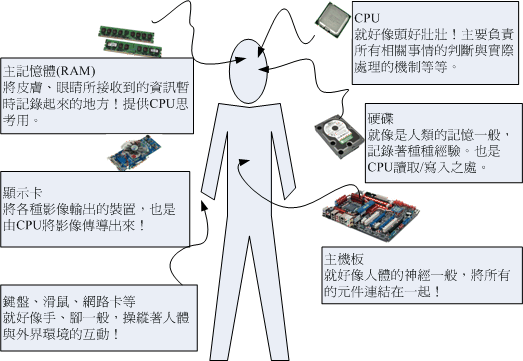 CPU
就好像頭好壯壯！主要負責
所有相關事情的判斷與實際
處理的機制等等。
主記憶體(RAM)
將皮膚、眼睛所接收到的資訊暫
時記錄起來的地方！提供CPU思
考用。
硬碟
就像是人類的記憶一般，
記錄著種種經驗。也是
CPU讀取/寫入之處。
顯示卡
將各種影像輸出的裝置，也是
由CPU將影像傳導出來！
主機板
就好像人體的神經一般，將所有
的元件連結在一起！
鍵盤、滑鼠、網路卡等
就好像手、腳一般，操縱著人體
與外界環境的互動！